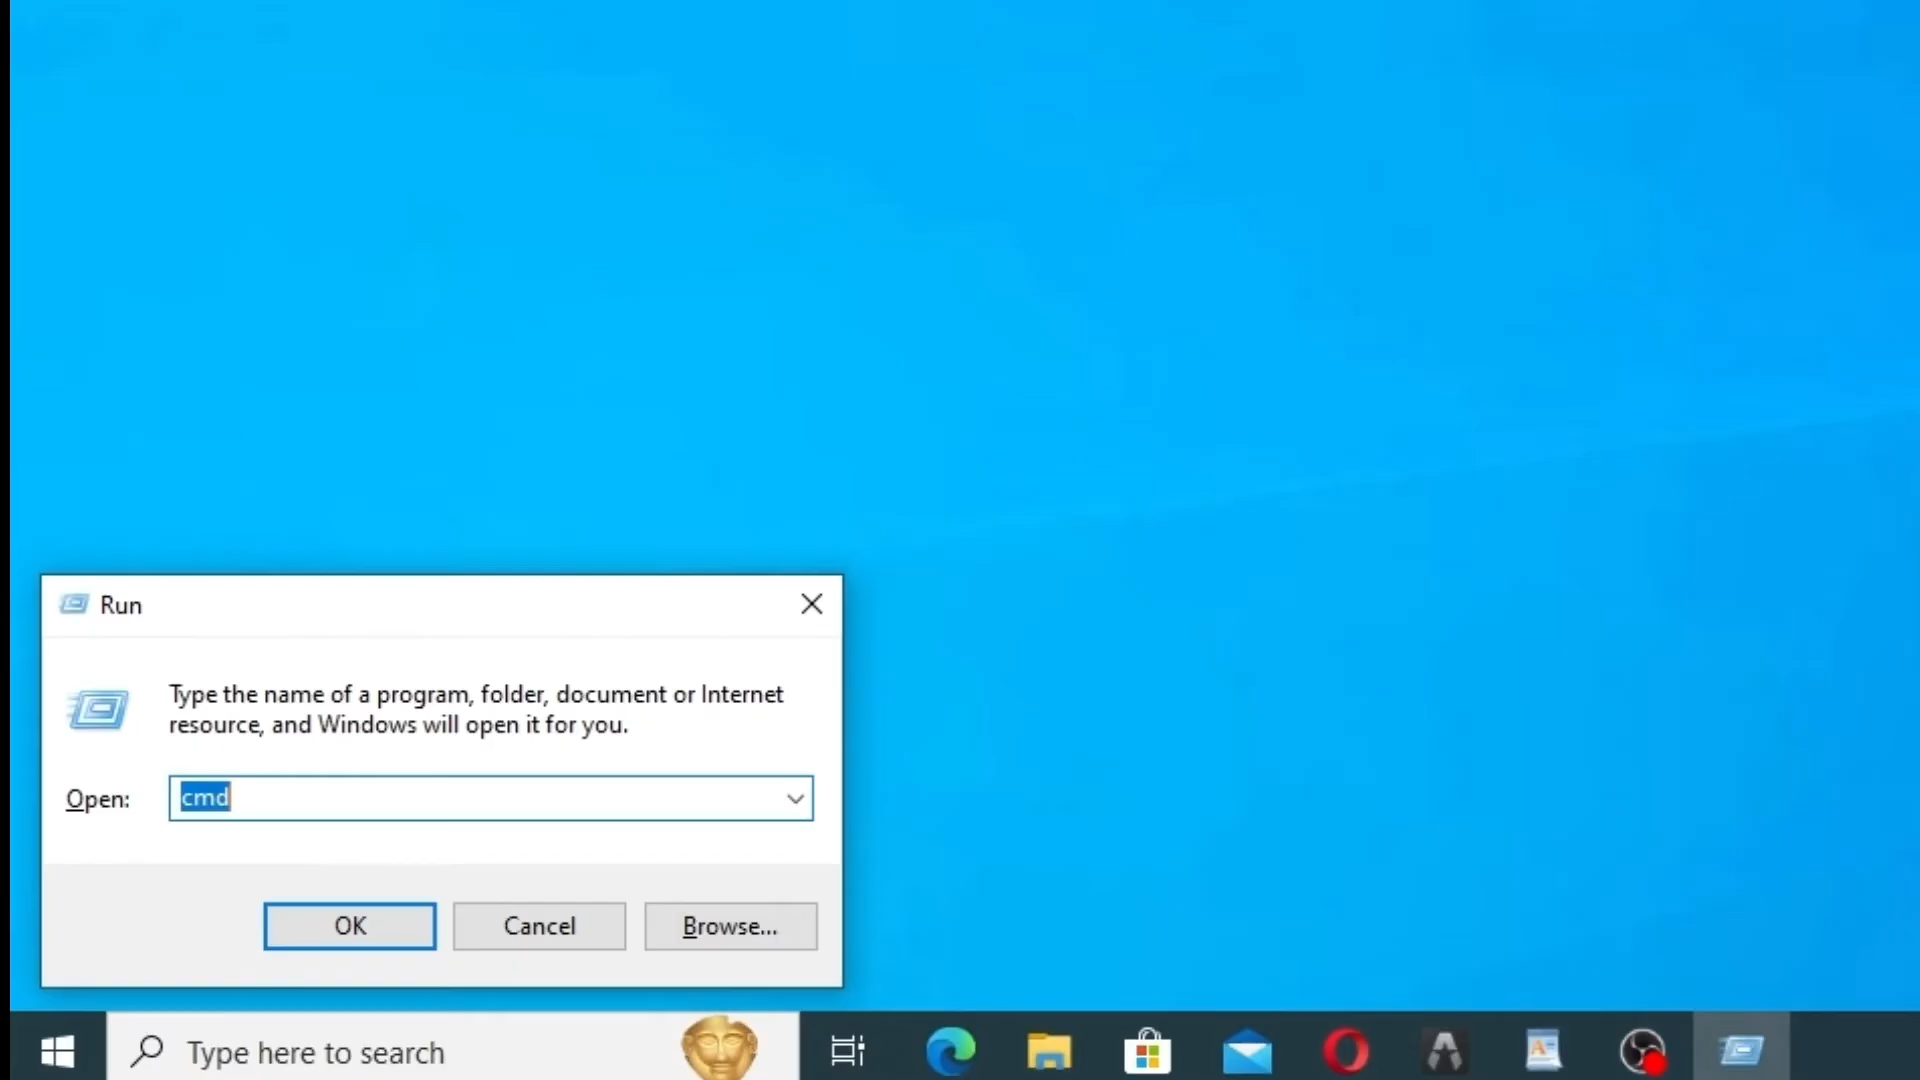 Run
Type the name of a program, folder, document or Internet
resource, and Windows will open it for you.
Open:
cmd
OK
Cancel
Browse...
Type here to search